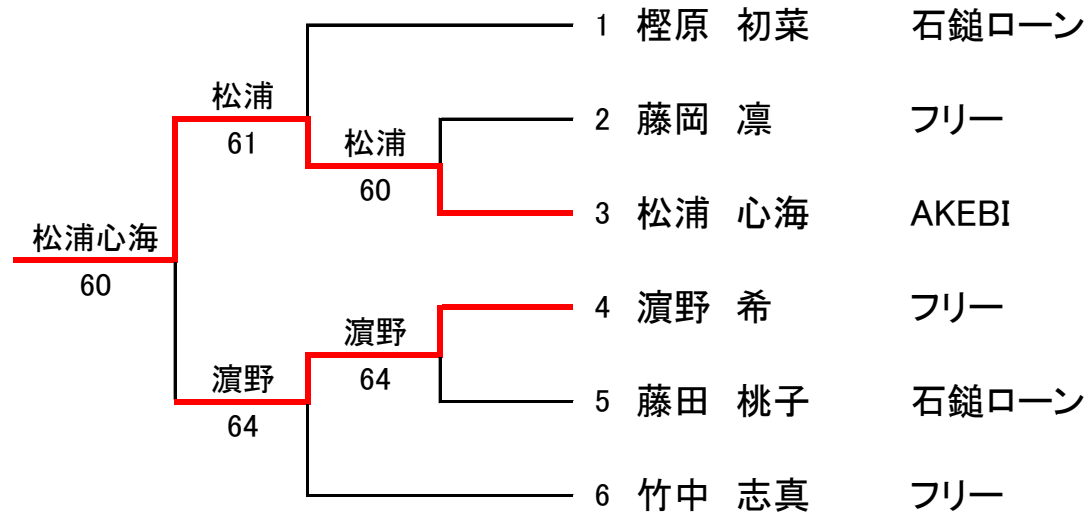 1 樫原 初菜 石鎚ローン
松浦
61
2 藤岡 凛 フリー
松浦
60
3 松浦 心海 AKEBI
松浦心海
60
4 濵野 希 フリー
濵野
64
濵野
64
5 藤田 桃子 石鎚ローン
6 竹中 志真 フリー